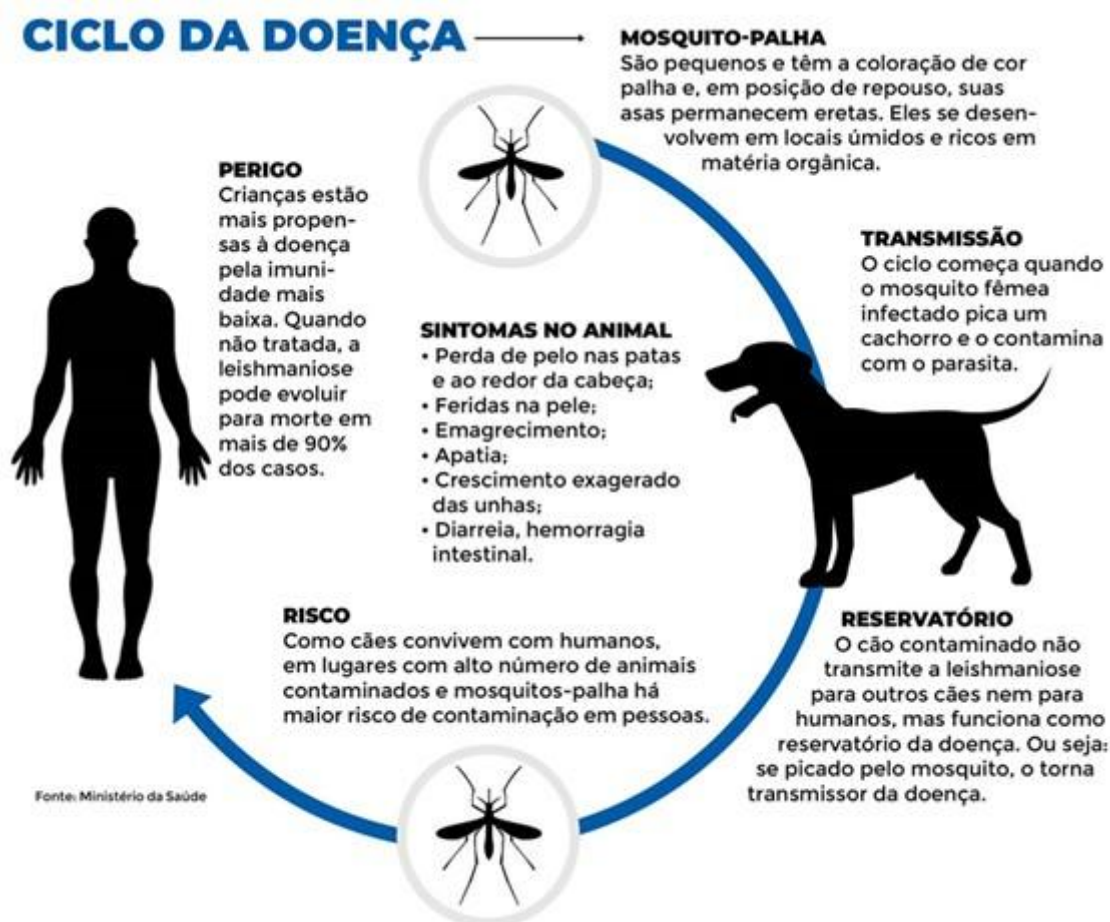 CICLO DA DOENÇA
MOSQUITO-PALHA
São pequenos e têm a coloração de cor
palha e, em posição de repouso, suas
asas permanecem eretas. Eles se desen-
volvem em locais úmidos e ricos em
matéria orgânica.
PERIGO
Crianças estão
mais propen-
sas à doença
pela imuni-
dade mais
baixa. Quando
não tratada, a
leishmaniose
pode evoluir
para morte em
mais de 90%
dos casos.
TRANSMISSÃO
O ciclo começa quando
o mosquito fêmea
infectado pica um
cachorro e o contamina
com o parasita.
SINTOMAS NO ANIMAL
• Perda de pelo nas patas
e ao redor da cabeça;
• Feridas na pele;
• Emagrecimento;
• Apatia;
• Crescimento exagerado
das unhas;
• Diarreia, hemorragia
intestinal.
RISCO
Como cães convivem com humanos,
em lugares com alto número de animais
contaminados e mosquitos-palha há
maior risco de contaminação em pessoas.
RESERVATÓRIO
O cão contaminado não
transmite a leishmaniose
para outros cães nem para
humanos, mas funciona como
reservatório da doença. Ou seja:
se picado pelo mosquito, o torna
transmissor da doença.
Fonte: Ministério da Saúde